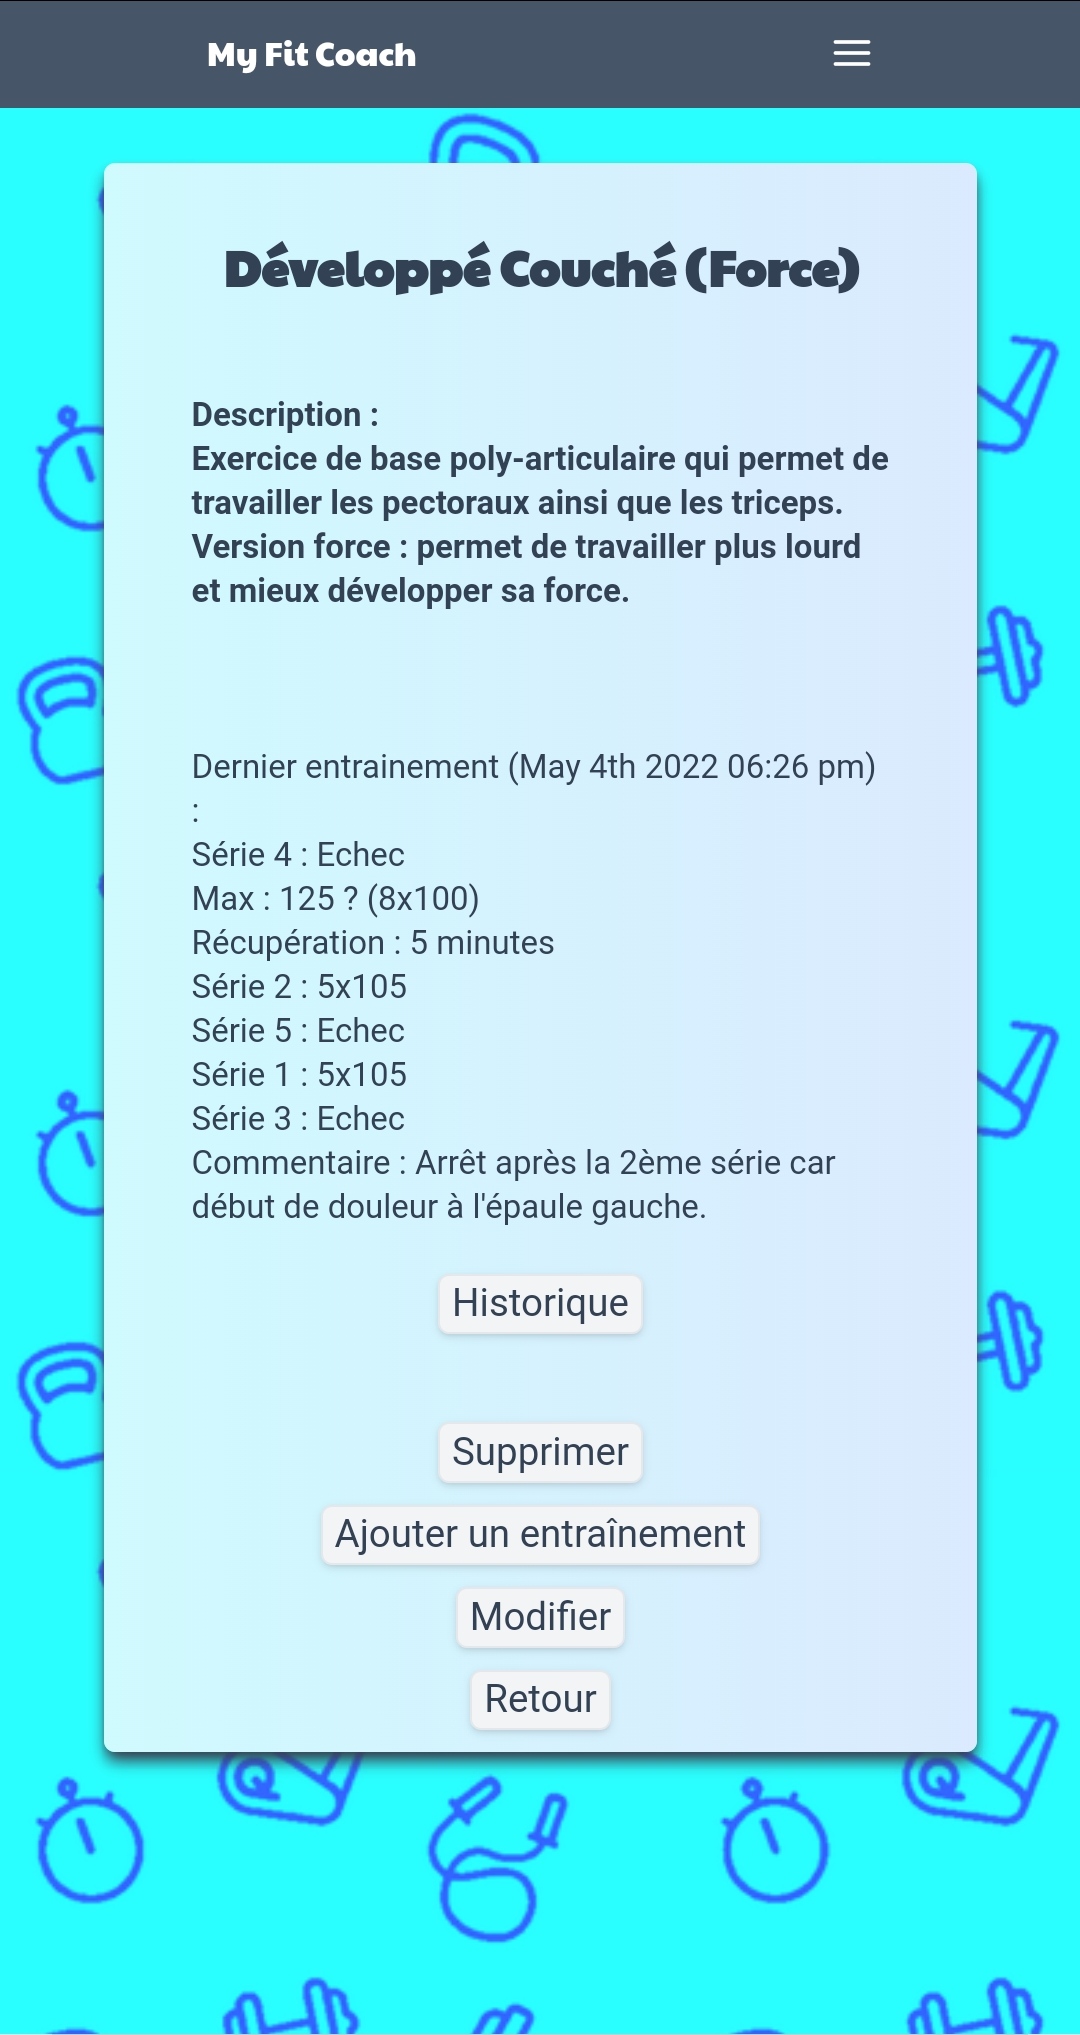 My Fit Coach
Développé Couché (Force)
Description :
Exercice de base poly-articulaire qui permet de
travailler les pectoraux ainsi que les triceps.
Version force : permet de travailler plus lourd
et mieux développer sa force.
Dernier entrainement (May 4th 2022 06:26 pm)
:
Série 4 : Echec
Max : 125 ? (8x100)
Récupération : 5 minutes
Série 2 : 5x105
Série 5 : Echec
Série 1 : 5x105
Série 3 : Echec
Commentaire : Arrêt après la 2ème série car
début de douleur à l'épaule gauche.
Historique
Supprimer
Ajouter un entraînement
Modifier
Retour